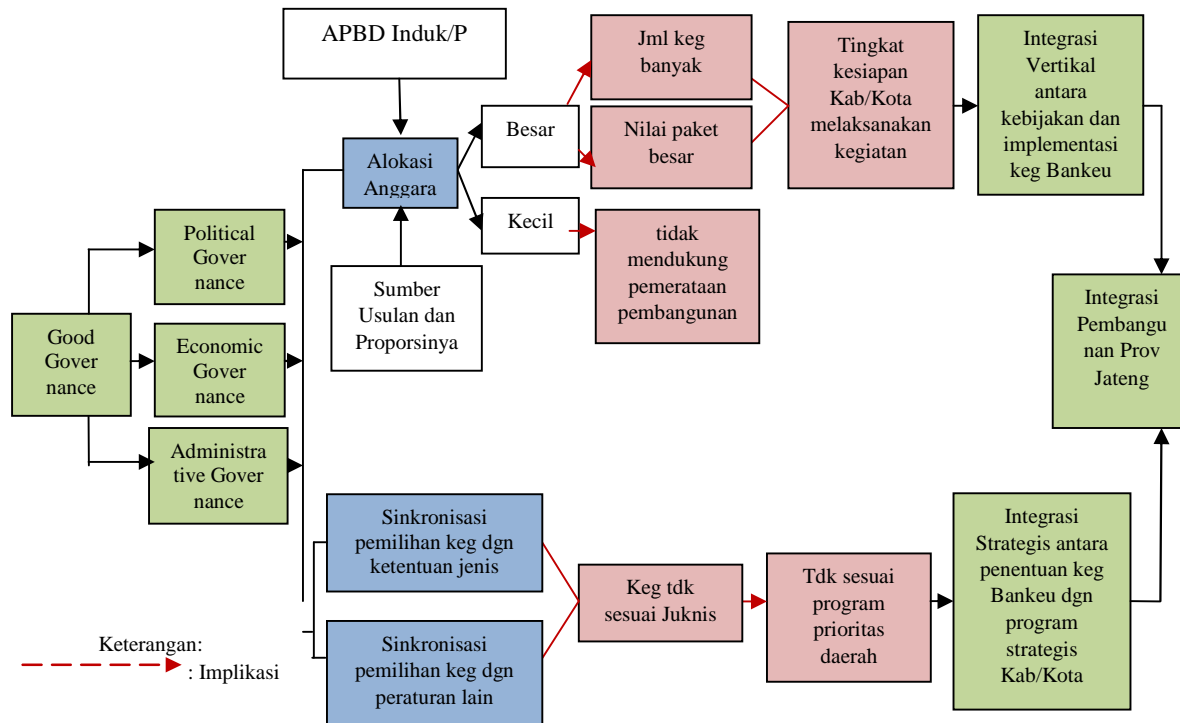 APBD Induk/P
Jml keg
banyak
Tingkat
kesiapan
Kab/Kota
melaksanakan
kegiatan
Integrasi
Vertikal
antara
kebijakan dan
implementasi
keg Bankeu
Besar
Nilai paket
besar
Alokasi
Anggara
Kecil
tidak
mendukung
pemerataan
pembangunan
Sumber
Usulan dan
Proporsinya
Political
Gover
nance
Good
Gover
nance
Economic
Gover
nance
Administra
tive Gover
nance
Integrasi
Pembangu
nan Prov
Jateng
Sinkronisasi
pemilihan keg dgn
ketentuan jenis
Sinkronisasi
pemilihan keg dgn
peraturan lain
Keg tdk
sesuai Juknis
Tdk sesuai
program
prioritas
daerah
Integrasi
Strategis antara
penentuan keg
Bankeu dgn
program
strategis
Kab/Kota
Keterangan:
: Implikasi